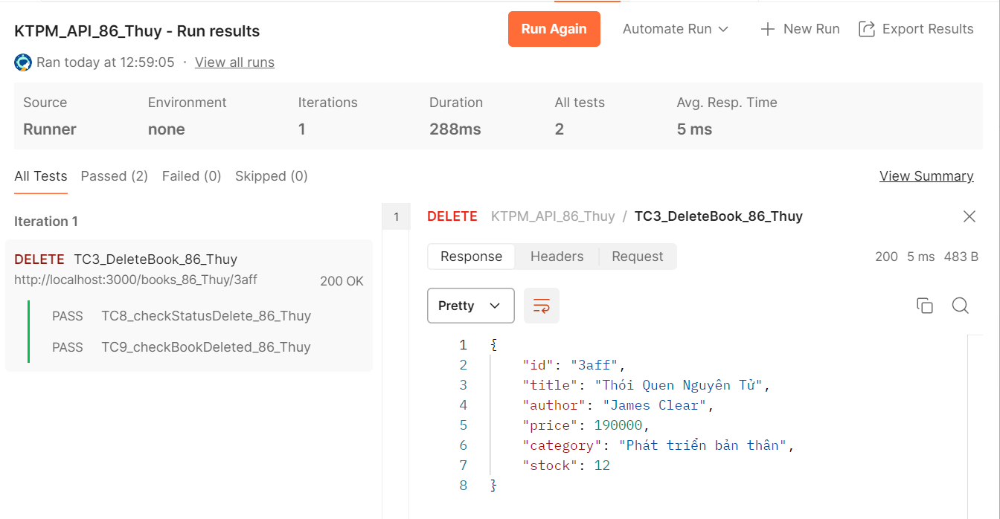 KTPM_API_86_Thuy - Run results
Run Again
Automate Run
New Run
Export Results
Ran today at 12:59:05 · View all runs
Source Environment Iterations Duration All tests Avg. Resp. Time
Runner none 1 288ms 2 5 ms
All Tests Passed (2) Failed (0) Skipped (0) View Summary
Iteration 1
DELETE TC3_DeleteBook_86_Thuy
http://localhost:3000/books_86_Thuy/3aff 200 OK
PASS TC8_checkStatusDelete_86_Thuy
PASS TC9_checkBookDeleted_86_Thuy
1
DELETE KTPM_API_86_Thuy / TC3_DeleteBook_86_Thuy
Response Headers Request 200 5 ms 483 B
Pretty
1 {
2 "id": "3aff",
3 "title": "Thói Quen Nguyên Tử",
4 "author": "James Clear",
5 "price": 190000,
6 "category": "Phát triển bản thân",
7 "stock": 12
8 }